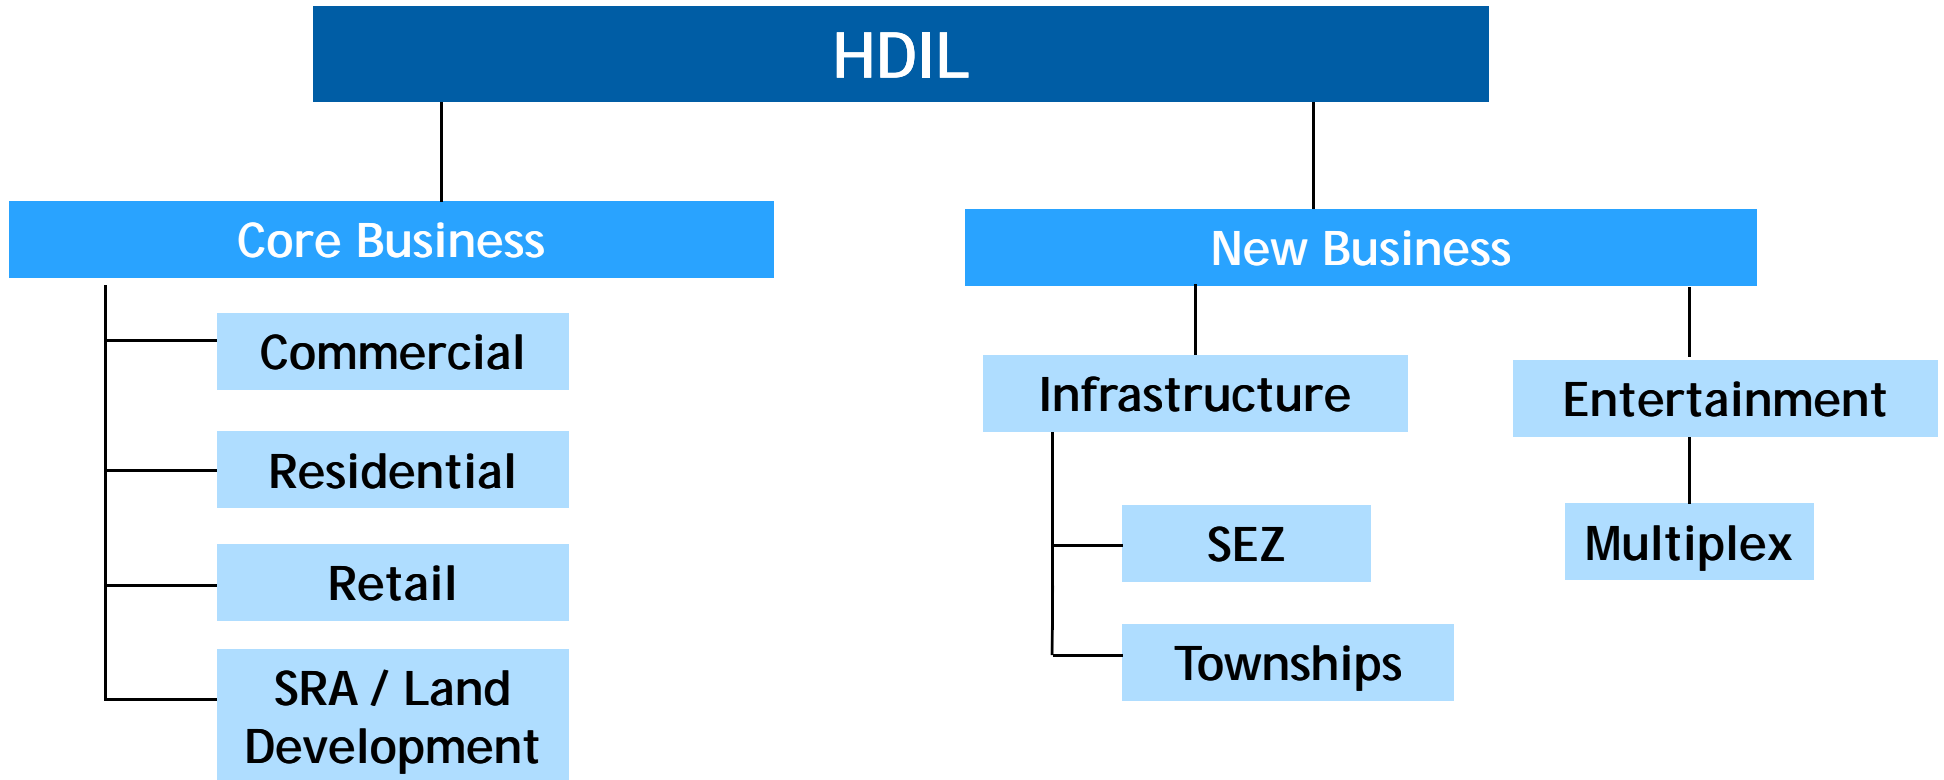 HDIL
Core Business
Commercial
Residential
Retail
SRA / Land
Development
New Business
Infrastructure
SEZ
Townships
Entertainment
Multiplex